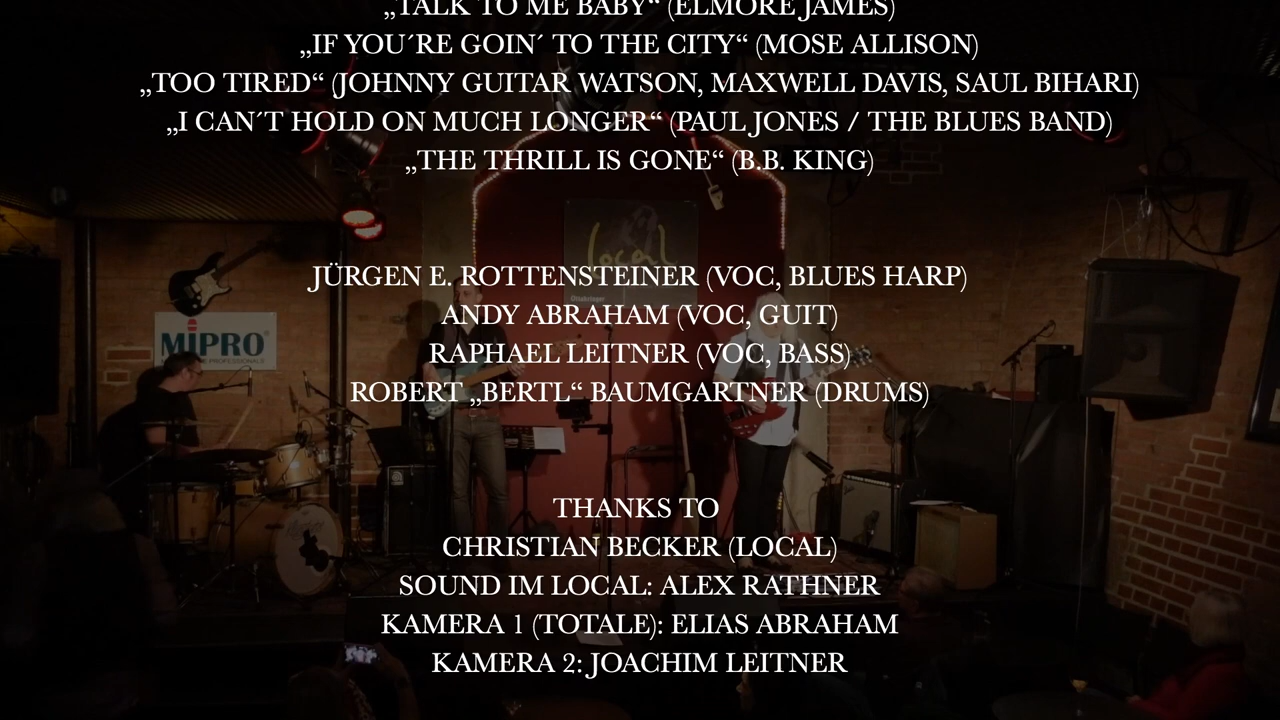 „TALK TO ME BABY“ (ELMORE JAMES)
„IF YOU´RE GOIN´ TO THE CITY“ (MOSE ALLISON)
„TOO TIRED“ (JOHNNY GUITAR WATSON, MAXWELL DAVIS, SAUL BIHARI)
„I CAN´T HOLD ON MUCH LONGER“ (PAUL JONES / THE BLUES BAND)
„THE THRILL IS GONE“ (B.B. KING)
local
Ottakringer
JÜRGEN E. ROTTENSTEINER (VOC, BLUES HARP)
ANDY ABRAHAM (VOC, GUIT)
MIPRO
RAPHAEL LEITNER (VOC, BASS)
ROBERT „BERTL“ BAUMGARTNER (DRUMS)
THANKS TO
CHRISTIAN BECKER (LOCAL)
SOUND IM LOCAL: ALEX RATHNER
KAMERA 1 (TOTALE): ELIAS ABRAHAM
KAMERA 2: JOACHIM LEITNER